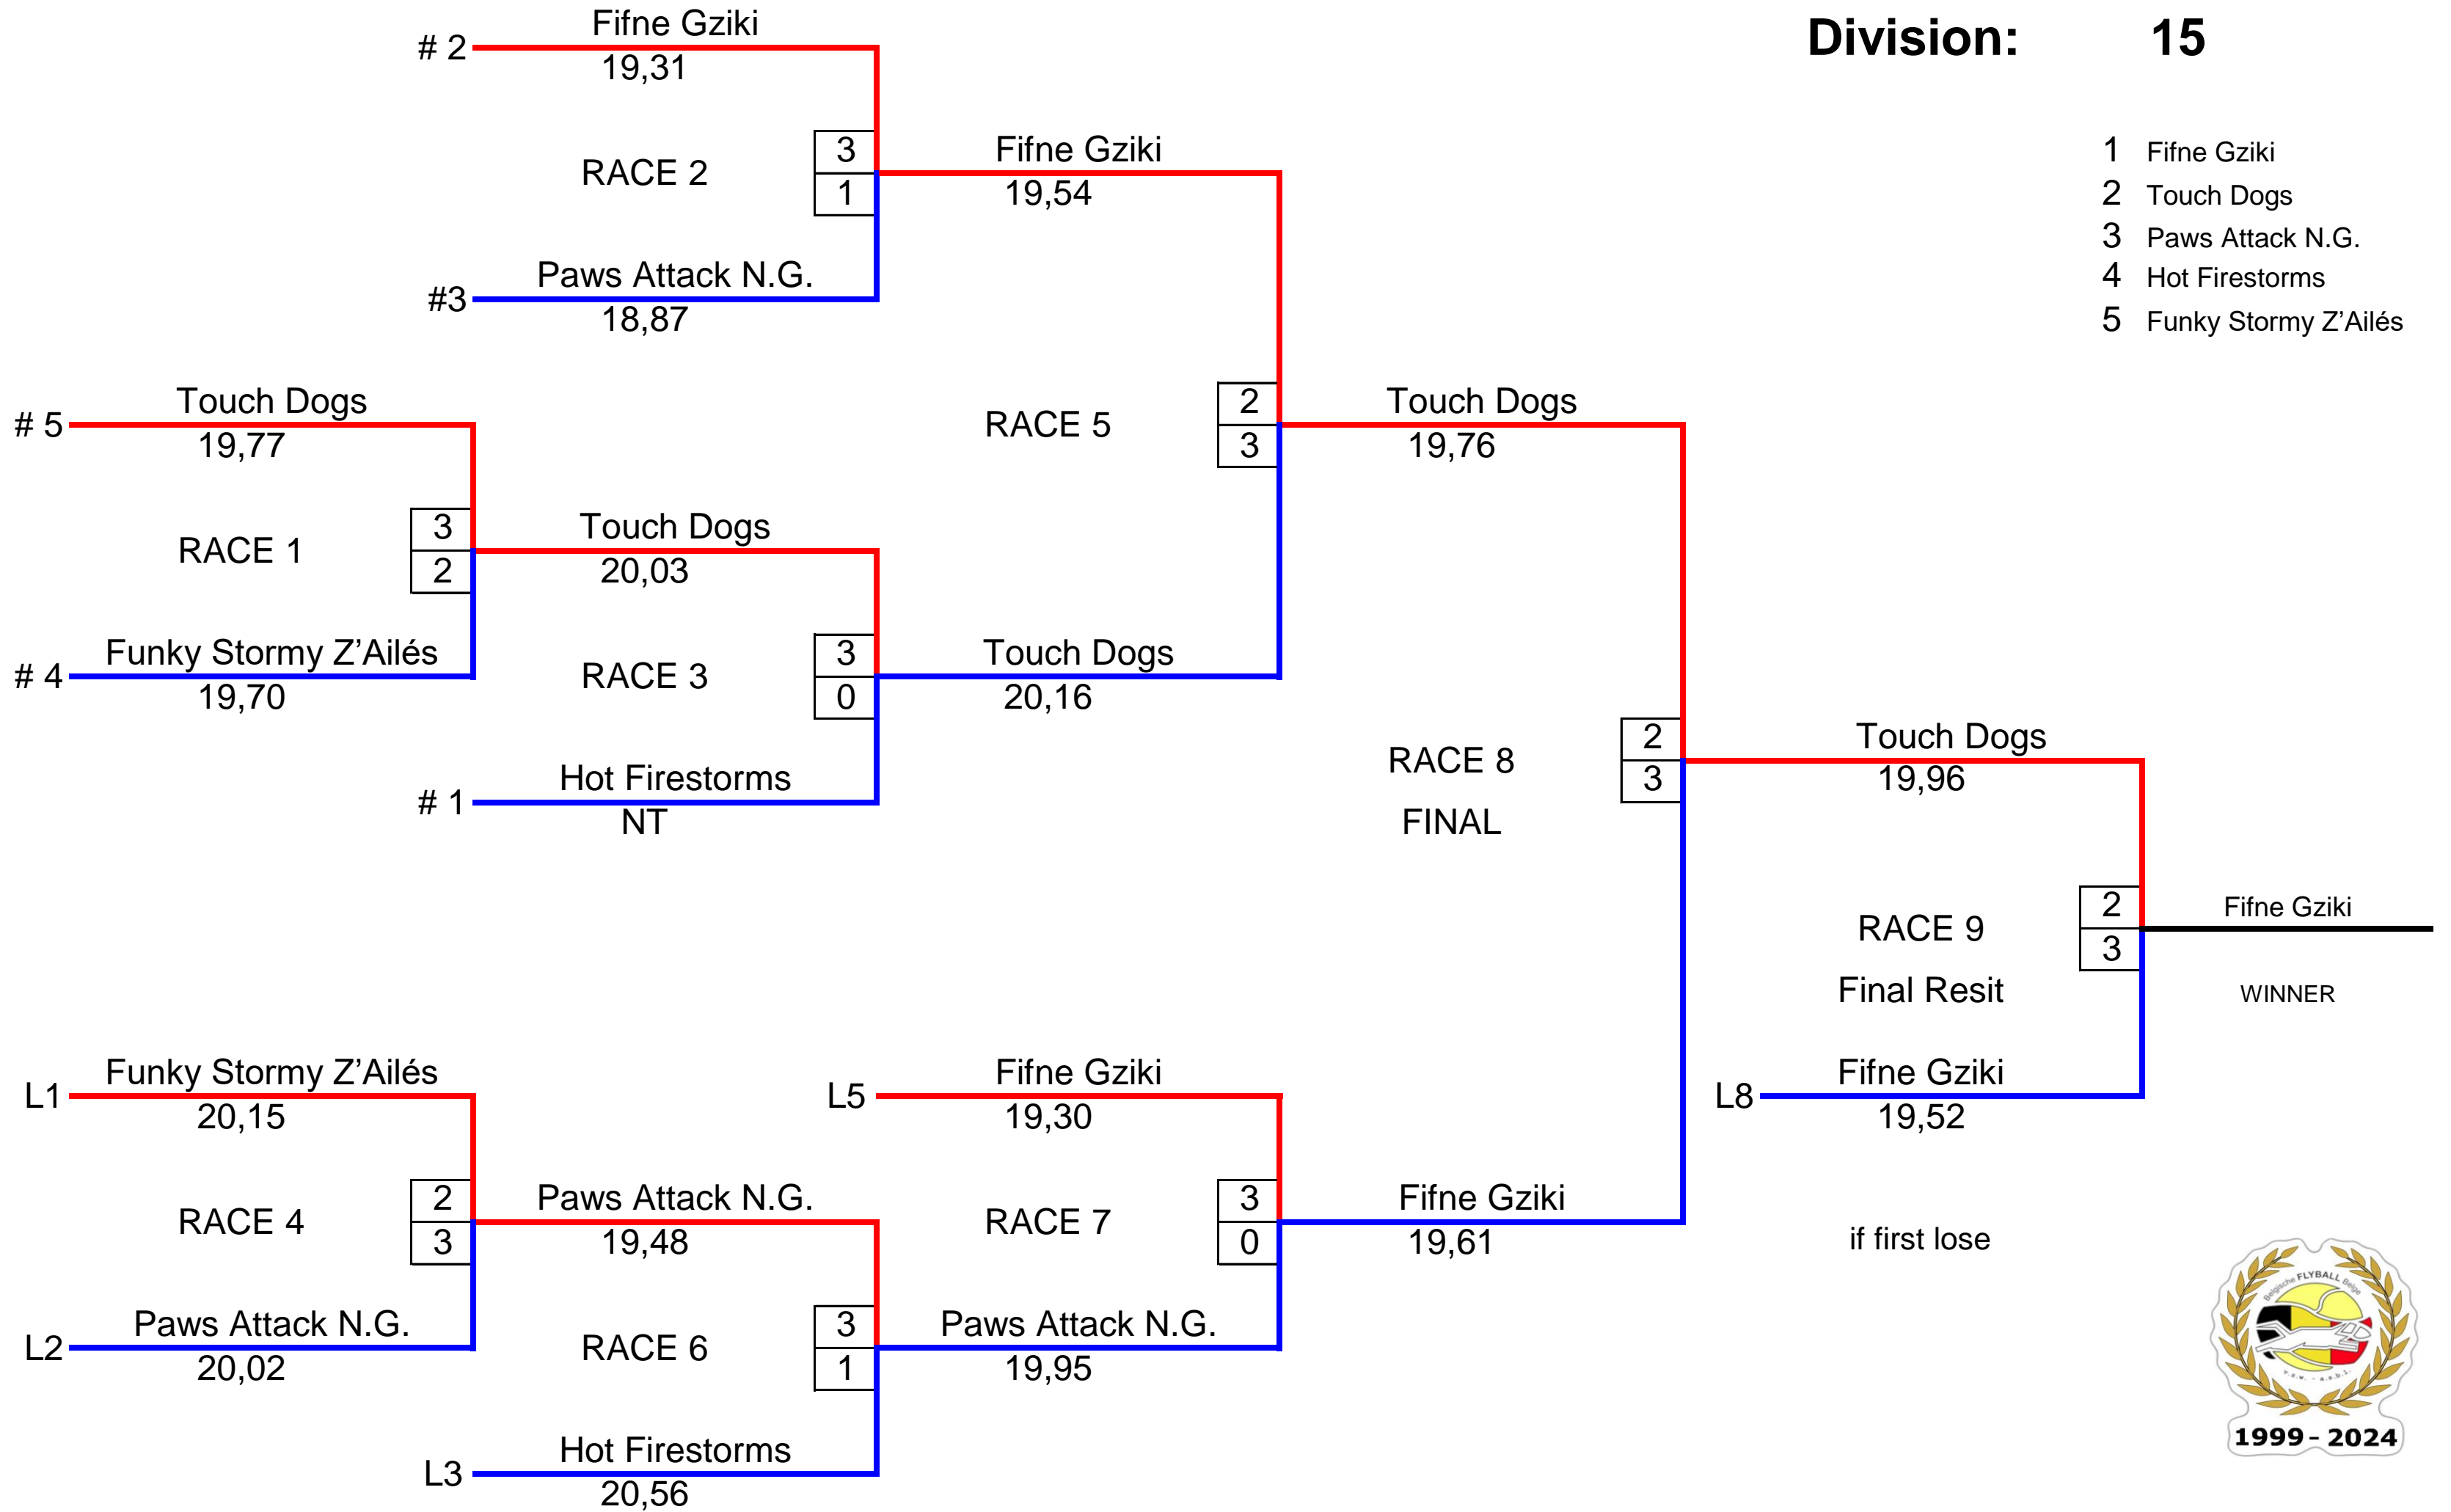 Division: 15
1 Fifne Gziki
2 Touch Dogs
3 Paws Attack N.G.
4 Hot Firestorms
5 Funky Stormy Z’Ailés
# 2
Fifne Gziki
19,31
RACE 2
3
1
#3
Paws Attack N.G.
18,87
Fifne Gziki
19,54
# 5
Touch Dogs
19,77
RACE 1
3
2
# 4
Funky Stormy Z’Ailés
19,70
Touch Dogs
20,03
RACE 3
3
0
# 1
Hot Firestorms
NT
RACE 5
2
3
Touch Dogs
20,16
Touch Dogs
19,76
RACE 8
FINAL
2
3
Touch Dogs
19,96
RACE 9
Final Resit
2
3
Fifne Gziki
WINNER
L8
Fifne Gziki
19,52
if first lose
L1
Funky Stormy Z’Ailés
20,15
RACE 4
2
3
L2
Paws Attack N.G.
20,02
Paws Attack N.G.
19,48
RACE 6
3
1
L3
Hot Firestorms
20,56
L5
Fifne Gziki
19,30
RACE 7
3
0
Paws Attack N.G.
19,95
Fifne Gziki
19,61
Belgische FLYBALL Belge
v.z.w. - a.s.b.l.
1999 - 2024